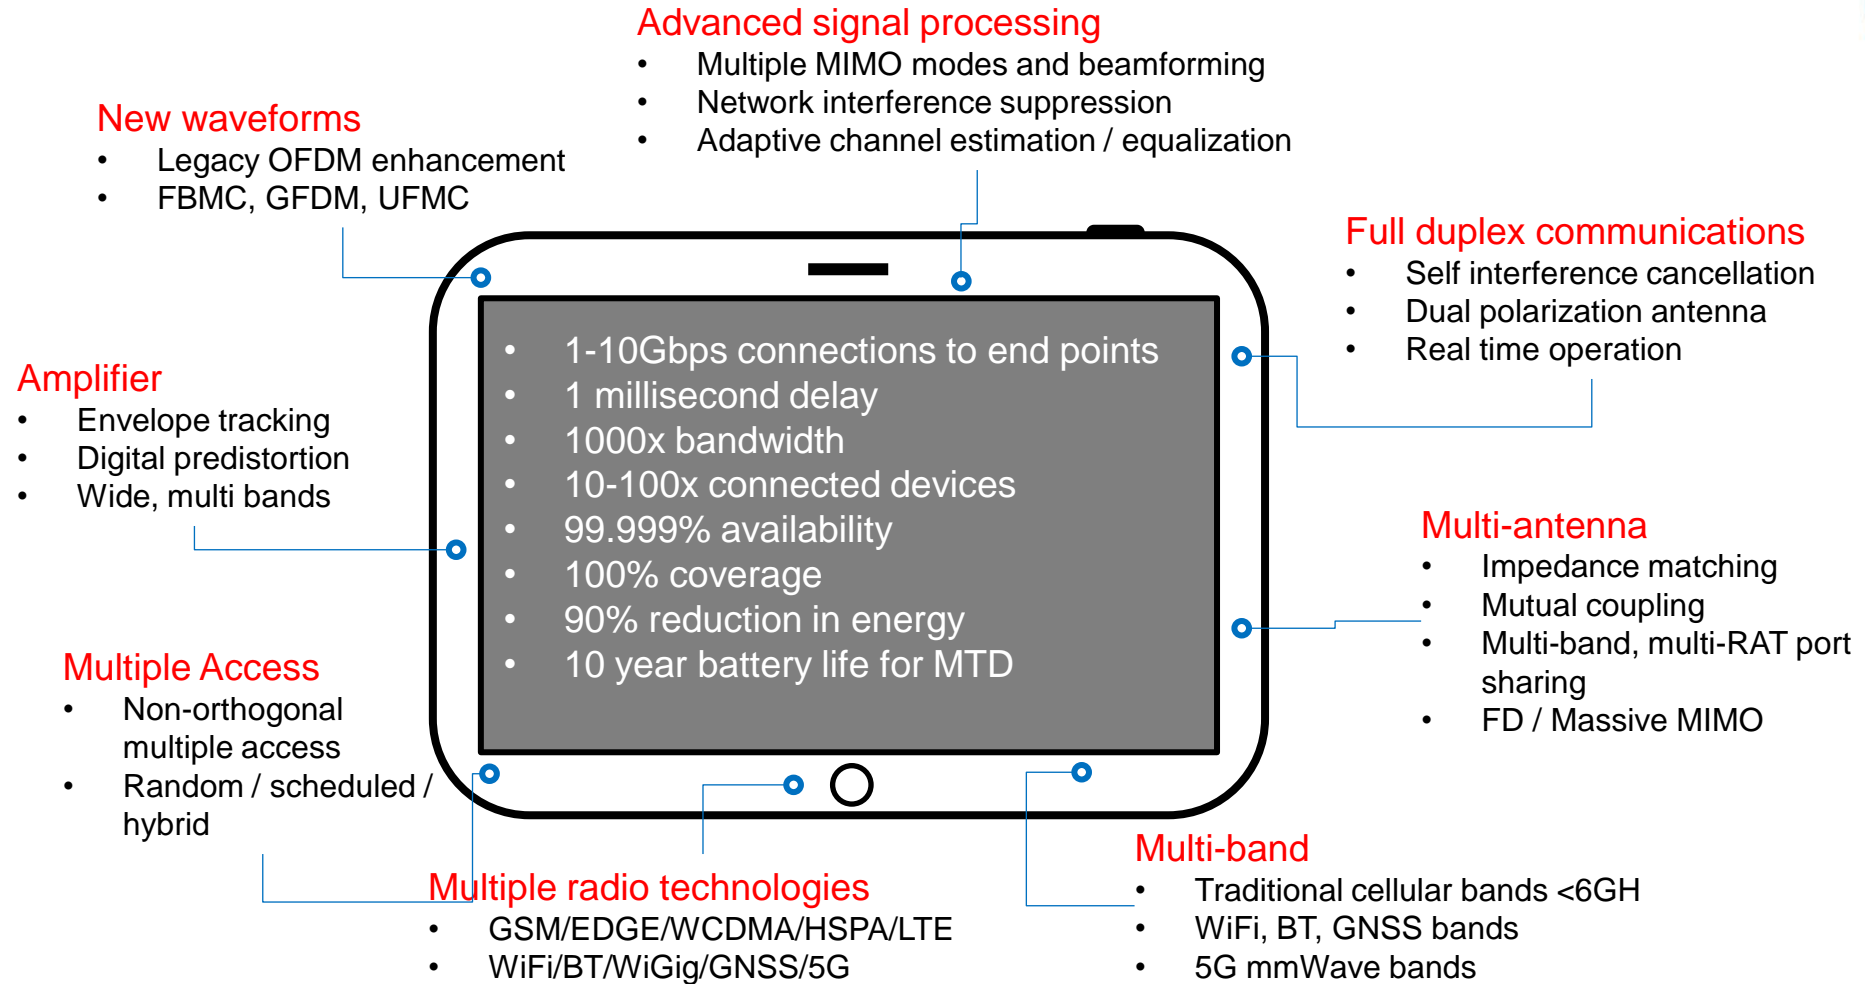 Advanced signal processing
• Multiple MIMO modes and beamforming
• Network interference suppression
• Adaptive channel estimation / equalization
New waveforms
• Legacy OFDM enhancement
• FBMC, GFDM, UFMC
Full duplex communications
• Self interference cancellation
• Dual polarization antenna
• Real time operation
Amplifier
• Envelope tracking
• Digital predistortion
• Wide, multi bands
• 1-10Gbps connections to end points
• 1 millisecond delay
• 1000x bandwidth
• 10-100x connected devices
• 99.999% availability
• 100% coverage
• 90% reduction in energy
• 10 year battery life for MTD
Multi-antenna
• Impedance matching
• Mutual coupling
• Multi-band, multi-RAT port
sharing
• FD / Massive MIMO
Multiple Access
• Non-orthogonal
multiple access
• Random / scheduled /
hybrid
Multiple radio technologies
• GSM/EDGE/WCDMA/HSPA/LTE
• WiFi/BT/WiGig/GNSS/5G
Multi-band
• Traditional cellular bands <6GH
• WiFi, BT, GNSS bands
• 5G mmWave bands